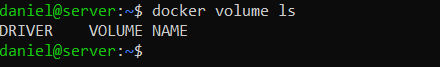 daniel@server:~$ docker volume ls
DRIVER    VOLUME NAME
daniel@server:~$